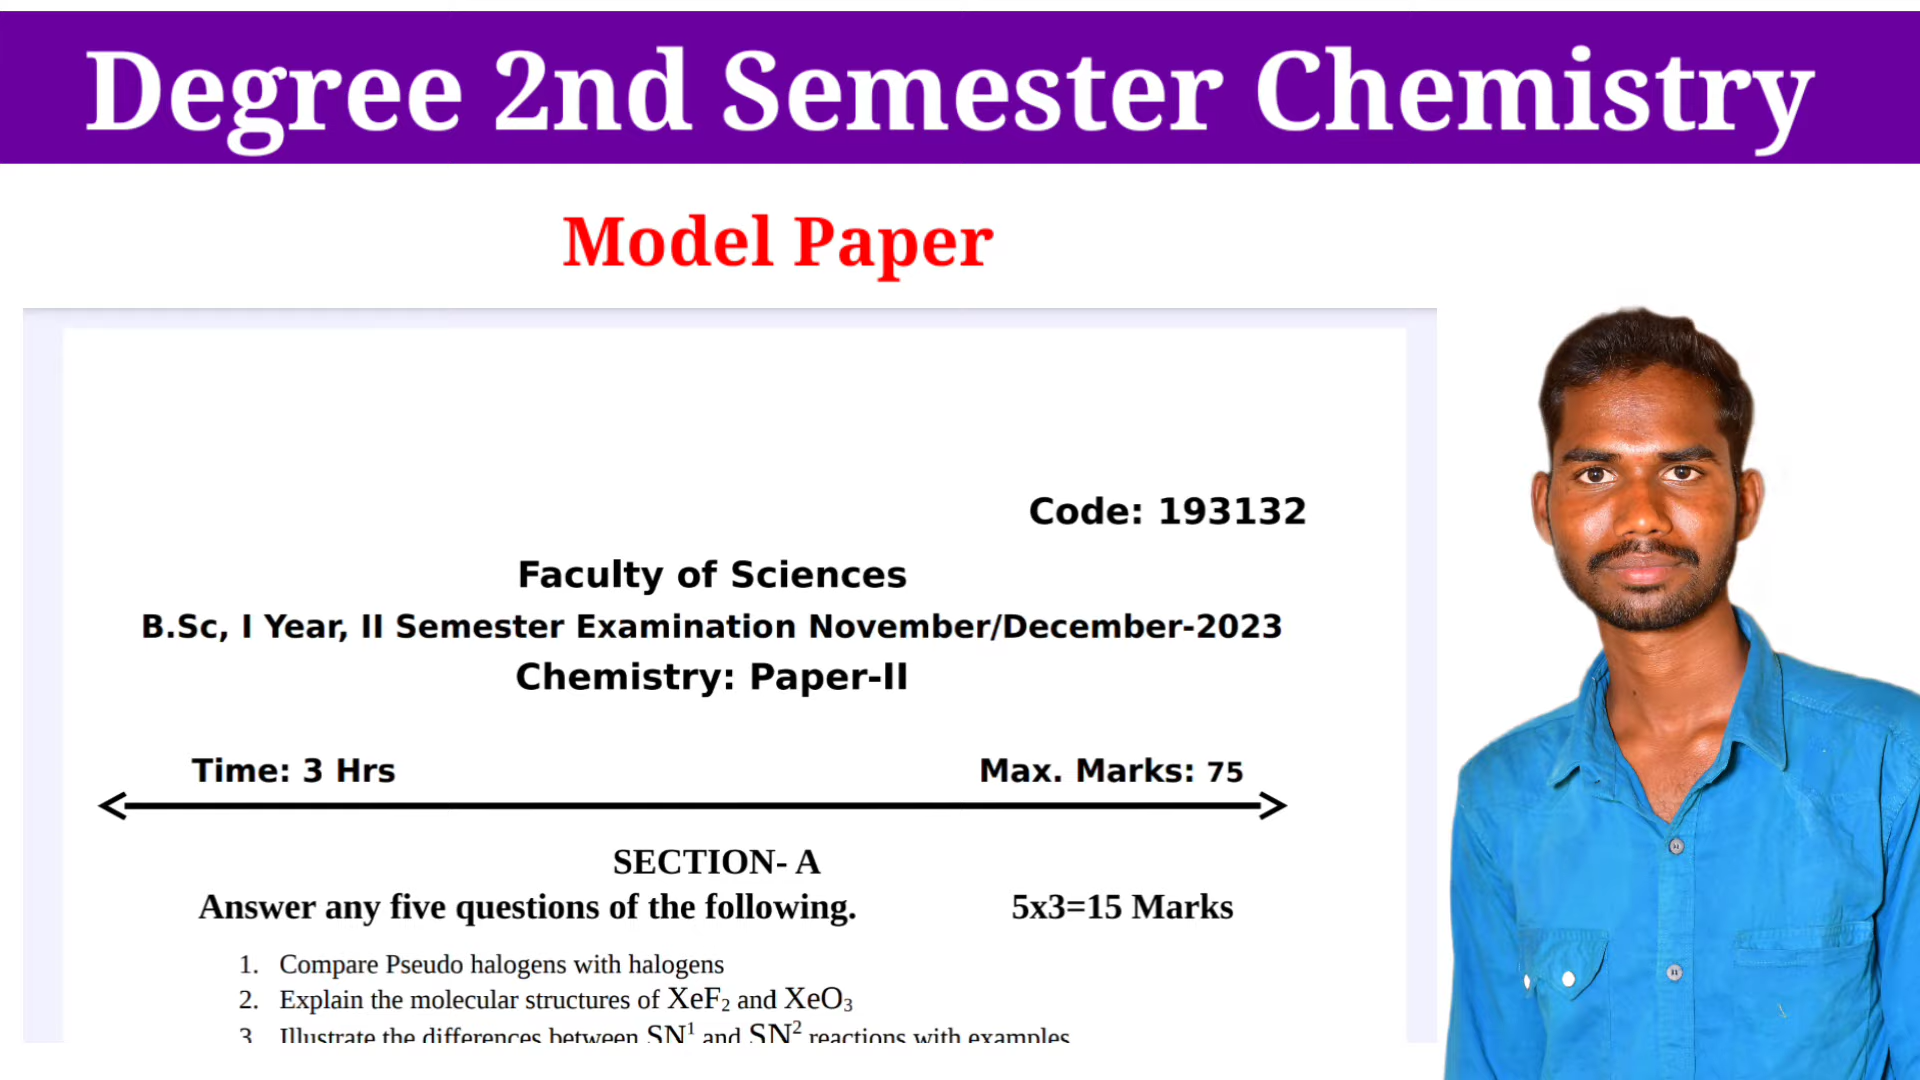 Degree 2nd Semester Chemistry
Model Paper
Code: 193132
Faculty of Sciences
B.Sc, I Year, II Semester Examination November/December-2023
Chemistry: Paper-II
Time: 3 Hrs Max. Marks: 75
SECTION- A
Answer any five questions of the following. 5x3=15 Marks
1. Compare Pseudo halogens with halogens
2. Explain the molecular structures of XeF₂ and XeO₃
3. Illustrate the differences between SN¹ and SN² reactions with examples